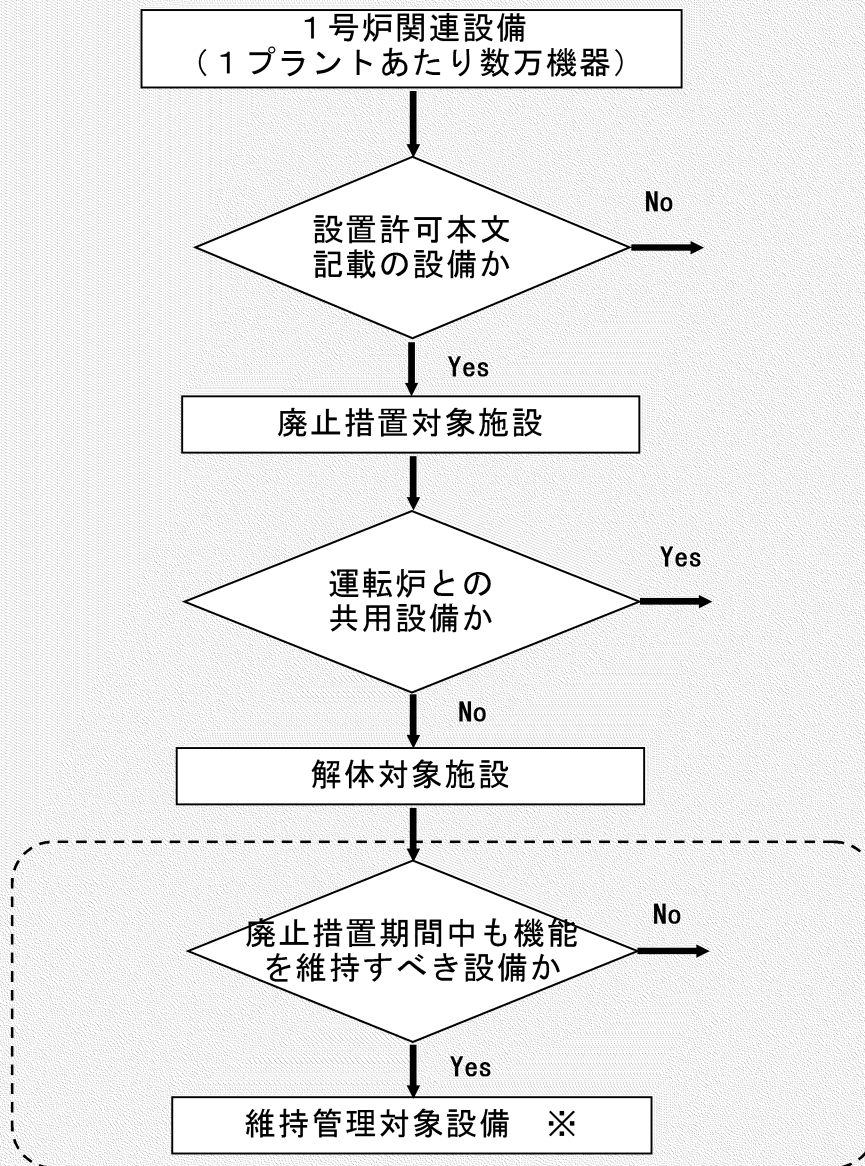 １号炉関連設備
（１プラントあたり数万機器）
設置許可本文
記載の設備か
No
Yes
廃止措置対象施設
運転炉との
共用設備か
Yes
No
解体対象施設
廃止措置期間中も機能
を維持すべき設備か
No
Yes
維持管理対象設備　※